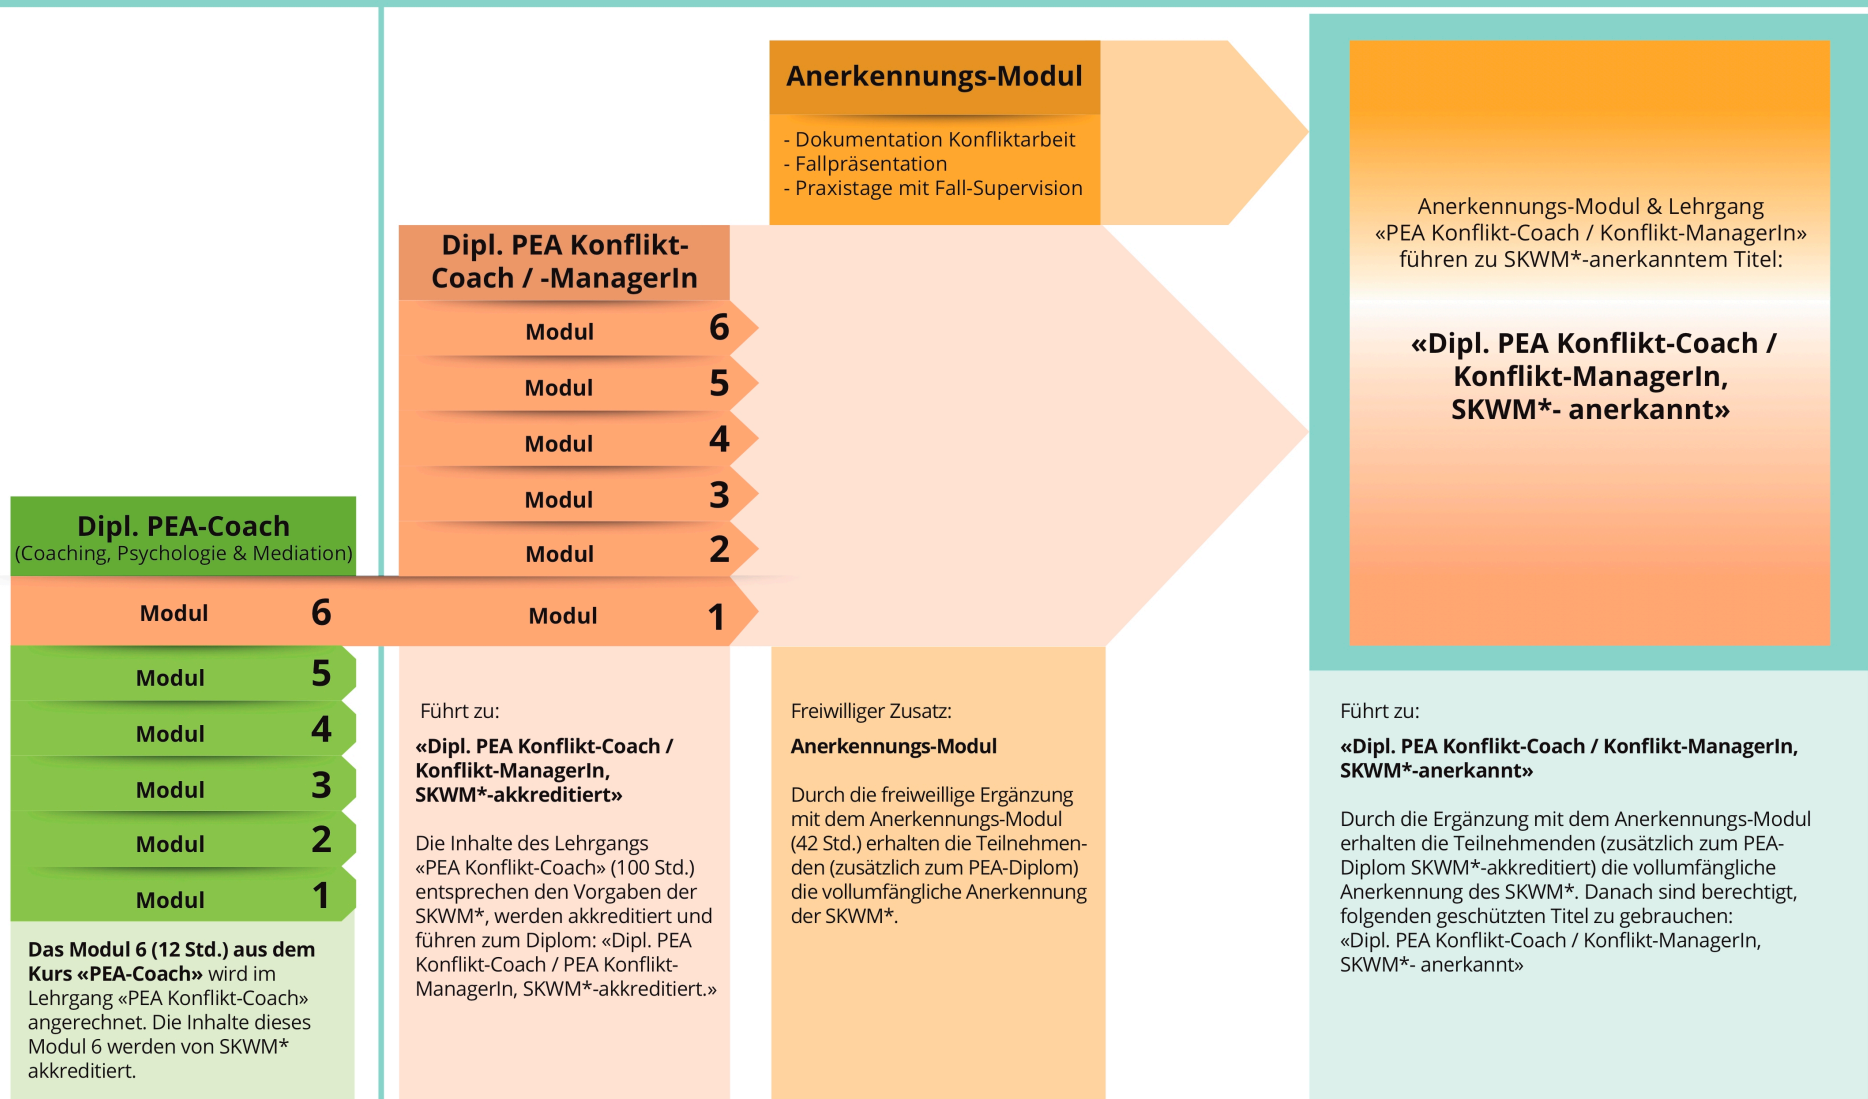 Anerkennungs-Modul
- Dokumentation Konfliktarbeit
- Fallpräsentation
- Praxistage mit Fall-Supervision
Anerkennungs-Modul & Lehrgang
«PEA Konflikt-Coach / Konflikt-ManagerIn»
führen zu SKWM*-anerkanntem Titel:
«Dipl. PEA Konflikt-Coach /
Konflikt-ManagerIn,
SKWM*- anerkannt»
Dipl. PEA Konflikt-
Coach / -ManagerIn
Modul 6
Modul 5
Modul 4
Modul 3
Modul 2
Modul 1
Dipl. PEA-Coach
(Coaching, Psychologie & Mediation)
Modul 6
Modul 5
Modul 4
Modul 3
Modul 2
Modul 1
Das Modul 6 (12 Std.) aus dem
Kurs «PEA-Coach» wird im
Lehrgang «PEA Konflikt-Coach»
angerechnet. Die Inhalte dieses
Modul 6 werden von SKWM*
akkreditiert.
Führt zu:
«Dipl. PEA Konflikt-Coach /
Konflikt-ManagerIn,
SKWM*-akkreditiert»
Die Inhalte des Lehrgangs
«PEA Konflikt-Coach» (100 Std.)
entsprechen den Vorgaben der
SKWM*, werden akkreditiert und
führen zum Diplom: «Dipl. PEA
Konflikt-Coach / PEA Konflikt-
ManagerIn, SKWM*-akkreditiert.»
Freiwilliger Zusatz:
Anerkennungs-Modul
Durch die freiweillige Ergänzung
mit dem Anerkennungs-Modul
(42 Std.) erhalten die Teilnehmen-
den (zusätzlich zum PEA-Diplom)
die vollumfängliche Anerkennung
der SKWM*.
Führt zu:
«Dipl. PEA Konflikt-Coach / Konflikt-ManagerIn,
SKWM*-anerkannt»
Durch die Ergänzung mit dem Anerkennungs-Modul
erhalten die Teilnehmenden (zusätzlich zum PEA-
Diplom SKWM*-akkreditiert) die vollumfängliche
Anerkennung des SKWM*. Danach sind berechtigt,
folgenden geschützten Titel zu gebrauchen:
«Dipl. PEA Konflikt-Coach / Konflikt-ManagerIn,
SKWM*- anerkannt»